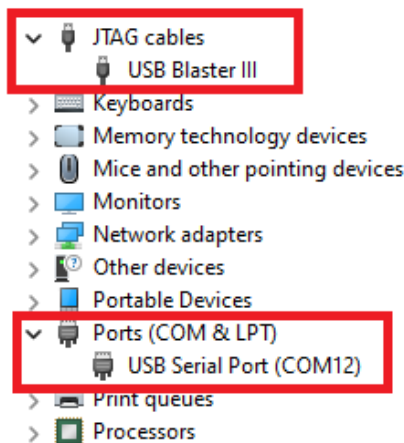 JTAG cables
USB Blaster III
Keyboards
Memory technology devices
Mice and other pointing devices
Monitors
Network adapters
Other devices
Portable Devices
Ports (COM & LPT)
USB Serial Port (COM12)
Print queues
Processors